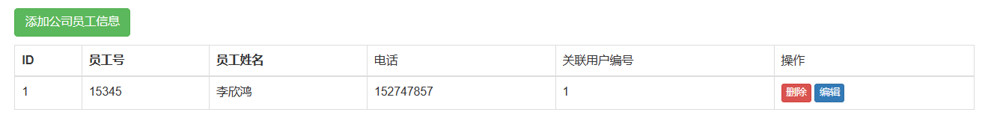 添加公司员工信息
ID 员工号 员工姓名 电话 关联用户编号 操作
1 15345 李欣鸿 152747857 1 删除 编辑